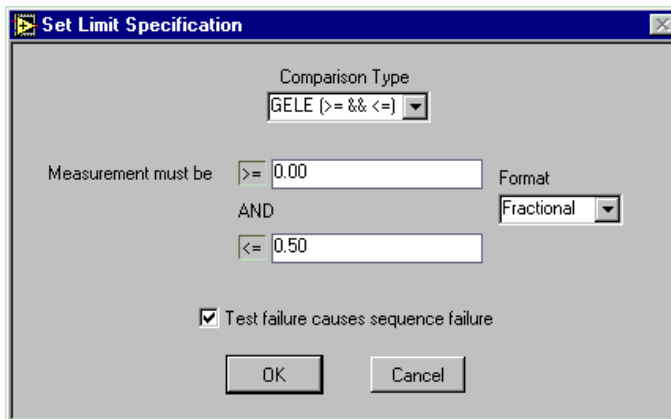 Set Limit Specification
Comparison Type
GELE (>= && <=)
Measurement must be >= 0.00
Format
AND
Fractional
<= 0.50
Test failure causes sequence failure
OK Cancel